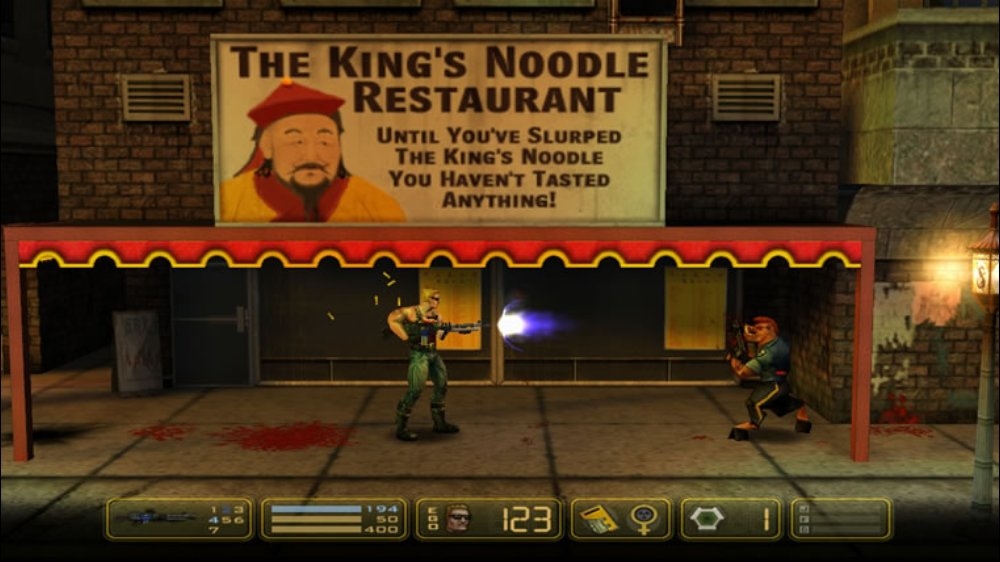 THE KING'S NOODLE
RESTAURANT
UNTIL YOU'VE SLURPED
THE KING'S NOODLE
YOU HAVEN'T TASTED
ANYTHING!
1 2 3
4 5 6
7
194
50
400
EGO
123
1